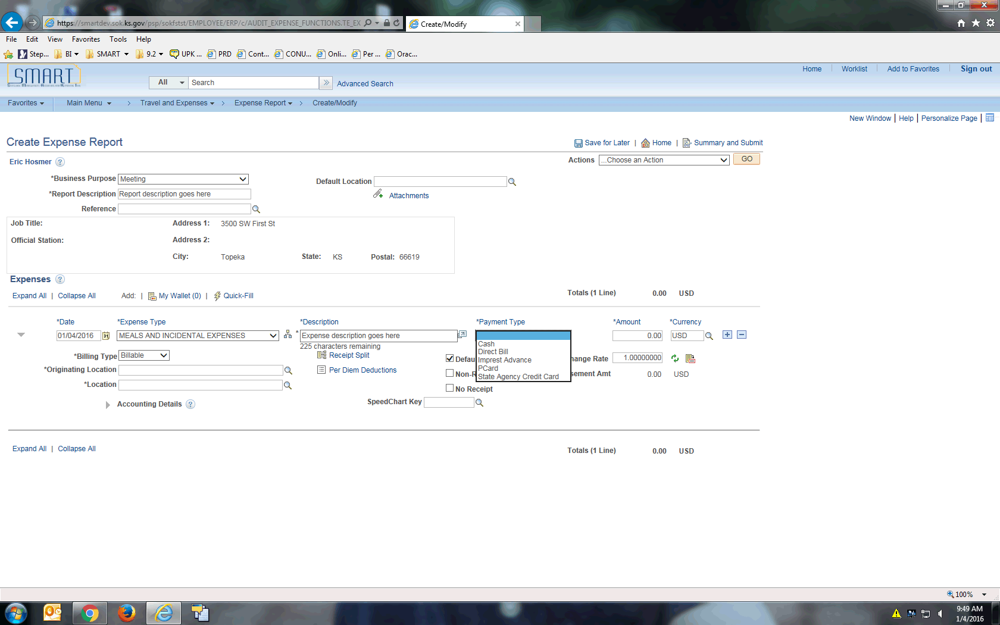 https://smartdev.sok.ks.gov/psp/sokfstst/EMPLOYEE/ERP/c/AUDIT_EXPENSE_FUNCTIONS.TE_EX
Create/Modify
File Edit View Favorites Tools Help
Step... BI SMART 9.2 UPK ... PRD Cont... CONU... Onli... Per ... Orac...
SMART
All Search Advanced Search
Home Worklist Add to Favorites Sign out
Favorites Main Menu > Travel and Expenses > Expense Report > Create/Modify
New Window | Help | Personalize Page |
Create Expense Report
Save for Later | Home | Summary and Submit
Eric Hosmer ?
Actions ...Choose an Action GO
*Business Purpose Meeting
Default Location
*Report Description Report description goes here
Attachments
Reference
Job Title: Address 1: 3500 SW First St
Official Station: Address 2:
City: Topeka State: KS Postal: 66619
Expenses ?
Expand All | Collapse All Add: | My Wallet (0) | Quick-Fill
Totals (1 Line) 0.00 USD
*Date *Expense Type *Description *Payment Type *Amount *Currency
01/04/2016 31 MEALS AND INCIDENTAL EXPENSES * Expense description goes here 0.00 USD
225 characters remaining
Cash
Direct Bill
Imprest Advance
PCard
State Agency Credit Card
*Billing Type Billable
Receipt Split
Defau
hange Rate 1.00000000
*Originating Location
Per Diem Deductions
Non-R
sement Amt 0.00 USD
*Location
No Receipt
Accounting Details ?
SpeedChart Key
Expand All | Collapse All
Totals (1 Line) 0.00 USD
100%
9:49 AM
1/4/2016